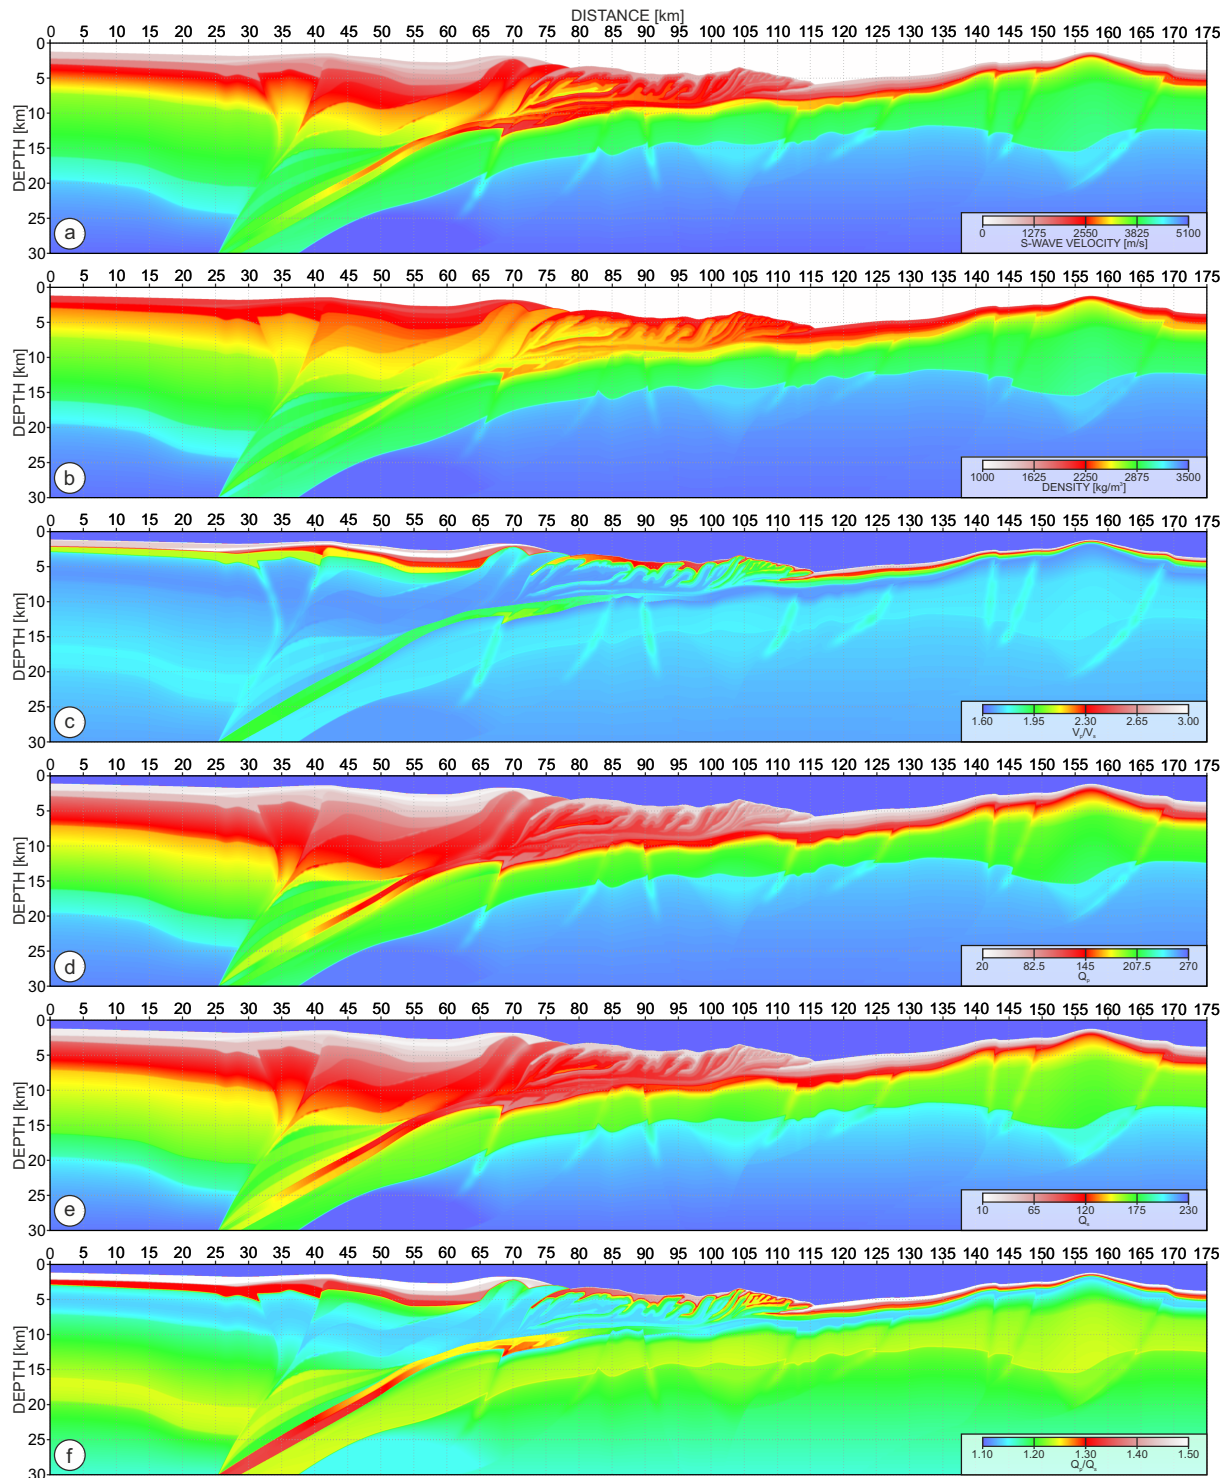 DISTANCE [km]
0 5 10 15 20 25 30 35 40 45 50 55 60 65 70 75 80 85 90 95 100 105 110 115 120 125 130 135 140 145 150 155 160 165 170 175
0
5
10
15
20
25
30
DEPTH [km]
a
0 1275 2550 3825 5100
S-WAVE VELOCITY [m/s]
0 5 10 15 20 25 30 35 40 45 50 55 60 65 70 75 80 85 90 95 100 105 110 115 120 125 130 135 140 145 150 155 160 165 170 175
0
5
10
15
20
25
30
DEPTH [km]
b
1000 1625 2250 2875 3500
DENSITY [kg/m³]
0 5 10 15 20 25 30 35 40 45 50 55 60 65 70 75 80 85 90 95 100 105 110 115 120 125 130 135 140 145 150 155 160 165 170 175
0
5
10
15
20
25
30
DEPTH [km]
c
1.60 1.95 2.30 2.65 3.00
Vp/Vs
0 5 10 15 20 25 30 35 40 45 50 55 60 65 70 75 80 85 90 95 100 105 110 115 120 125 130 135 140 145 150 155 160 165 170 175
0
5
10
15
20
25
30
DEPTH [km]
d
20 82.5 145 207.5 270
Qp
0 5 10 15 20 25 30 35 40 45 50 55 60 65 70 75 80 85 90 95 100 105 110 115 120 125 130 135 140 145 150 155 160 165 170 175
0
5
10
15
20
25
30
DEPTH [km]
e
10 65 120 175 230
Qs
0 5 10 15 20 25 30 35 40 45 50 55 60 65 70 75 80 85 90 95 100 105 110 115 120 125 130 135 140 145 150 155 160 165 170 175
0
5
10
15
20
25
30
DEPTH [km]
f
1.10 1.20 1.30 1.40 1.50
Qp/Qs